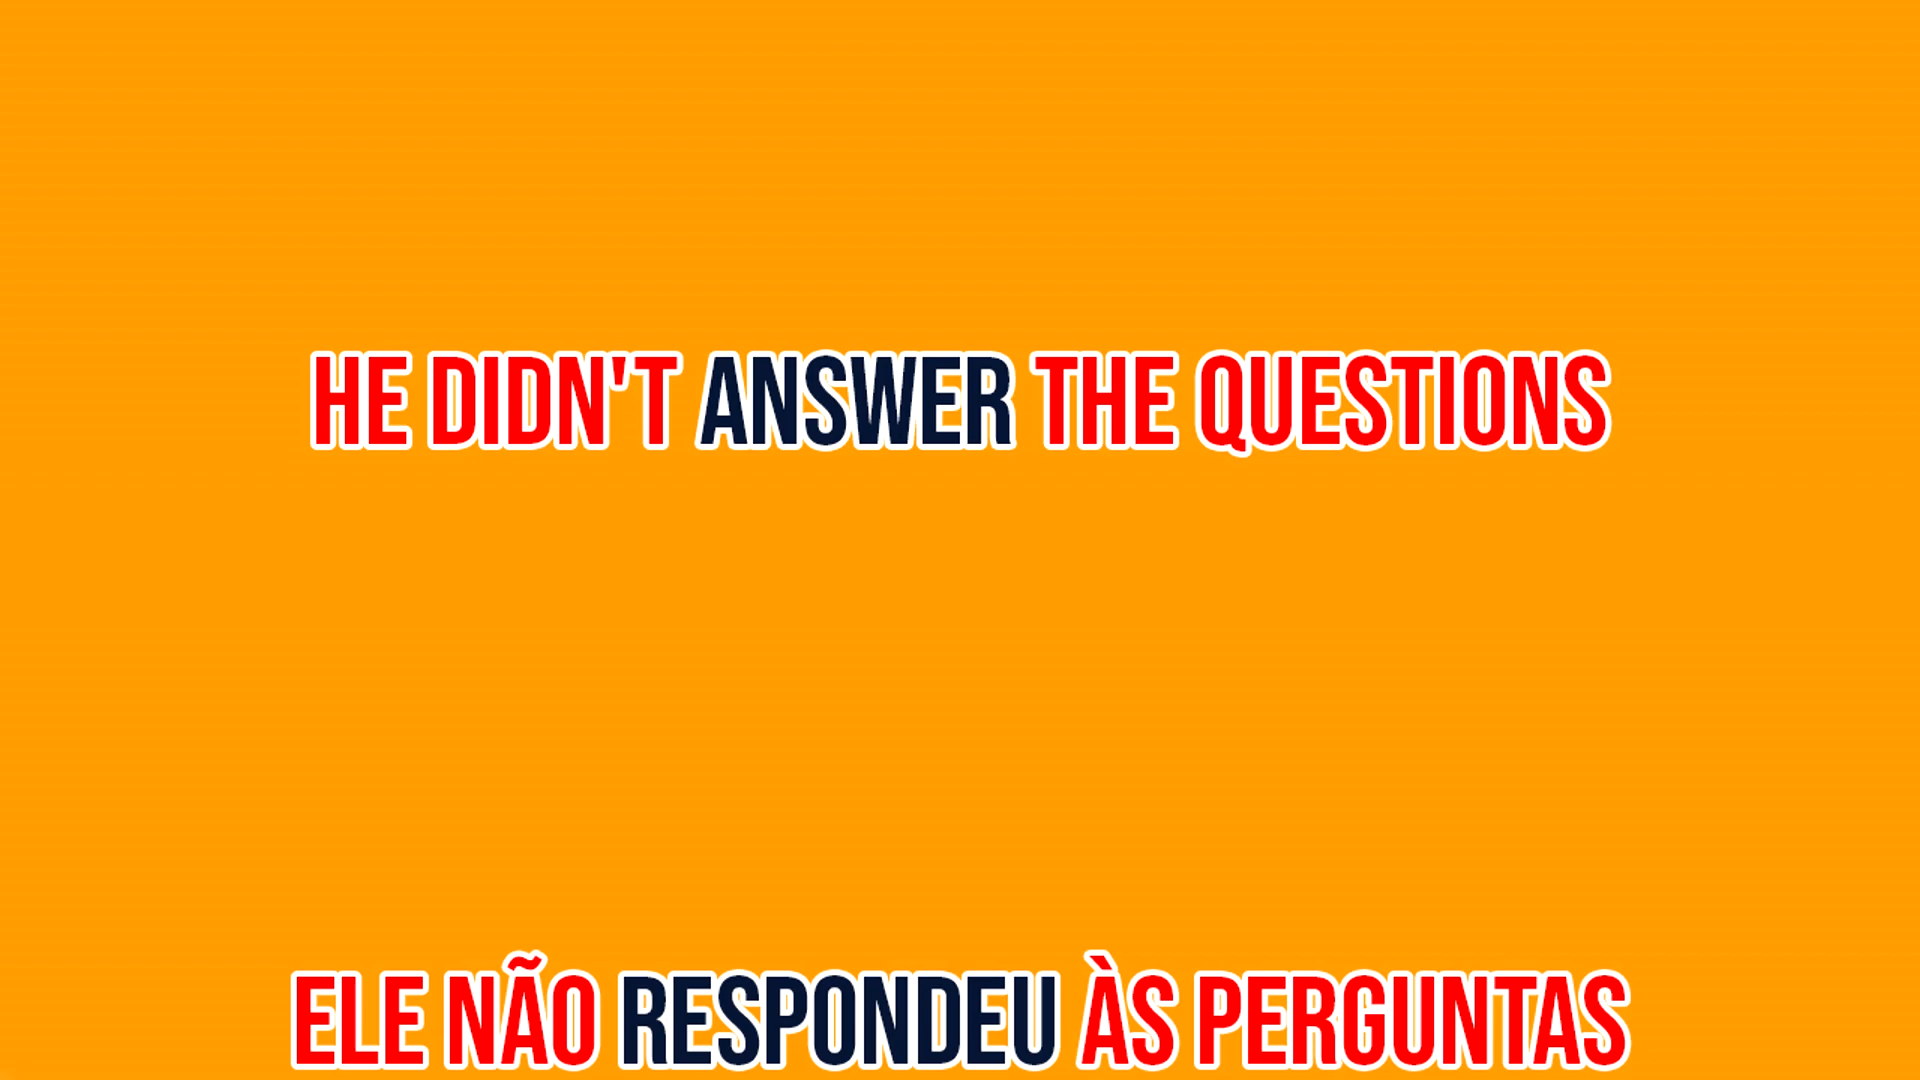 HE DIDN'T ANSWER THE QUESTIONS
ELE NÃO RESPONDEU ÀS PERGUNTAS